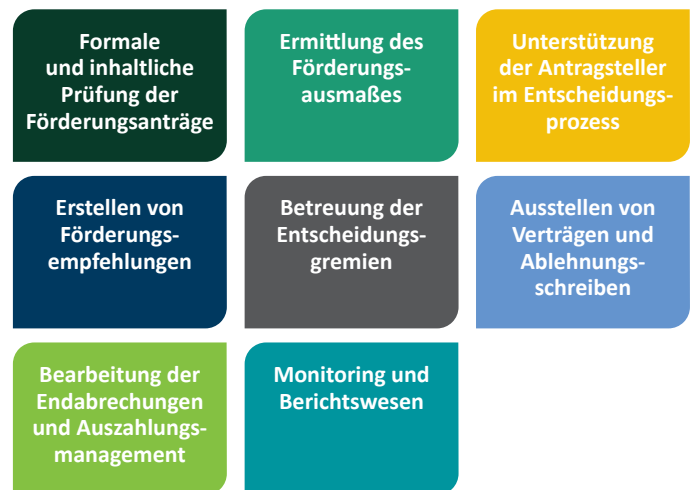 Formale
und inhaltliche
Prüfung der
Förderungsanträge
Ermittlung des
Förderungs-
ausmaßes
Unterstützung
der Antragsteller
im Entscheidungs-
prozess
Erstellen von
Förderungs-
empfehlungen
Betreuung der
Entscheidungs-
gremien
Ausstellen von
Verträgen und
Ablehnungs-
schreiben
Bearbeitung der
Endabrechungen
und Auszahlungs-
management
Monitoring und
Berichtswesen